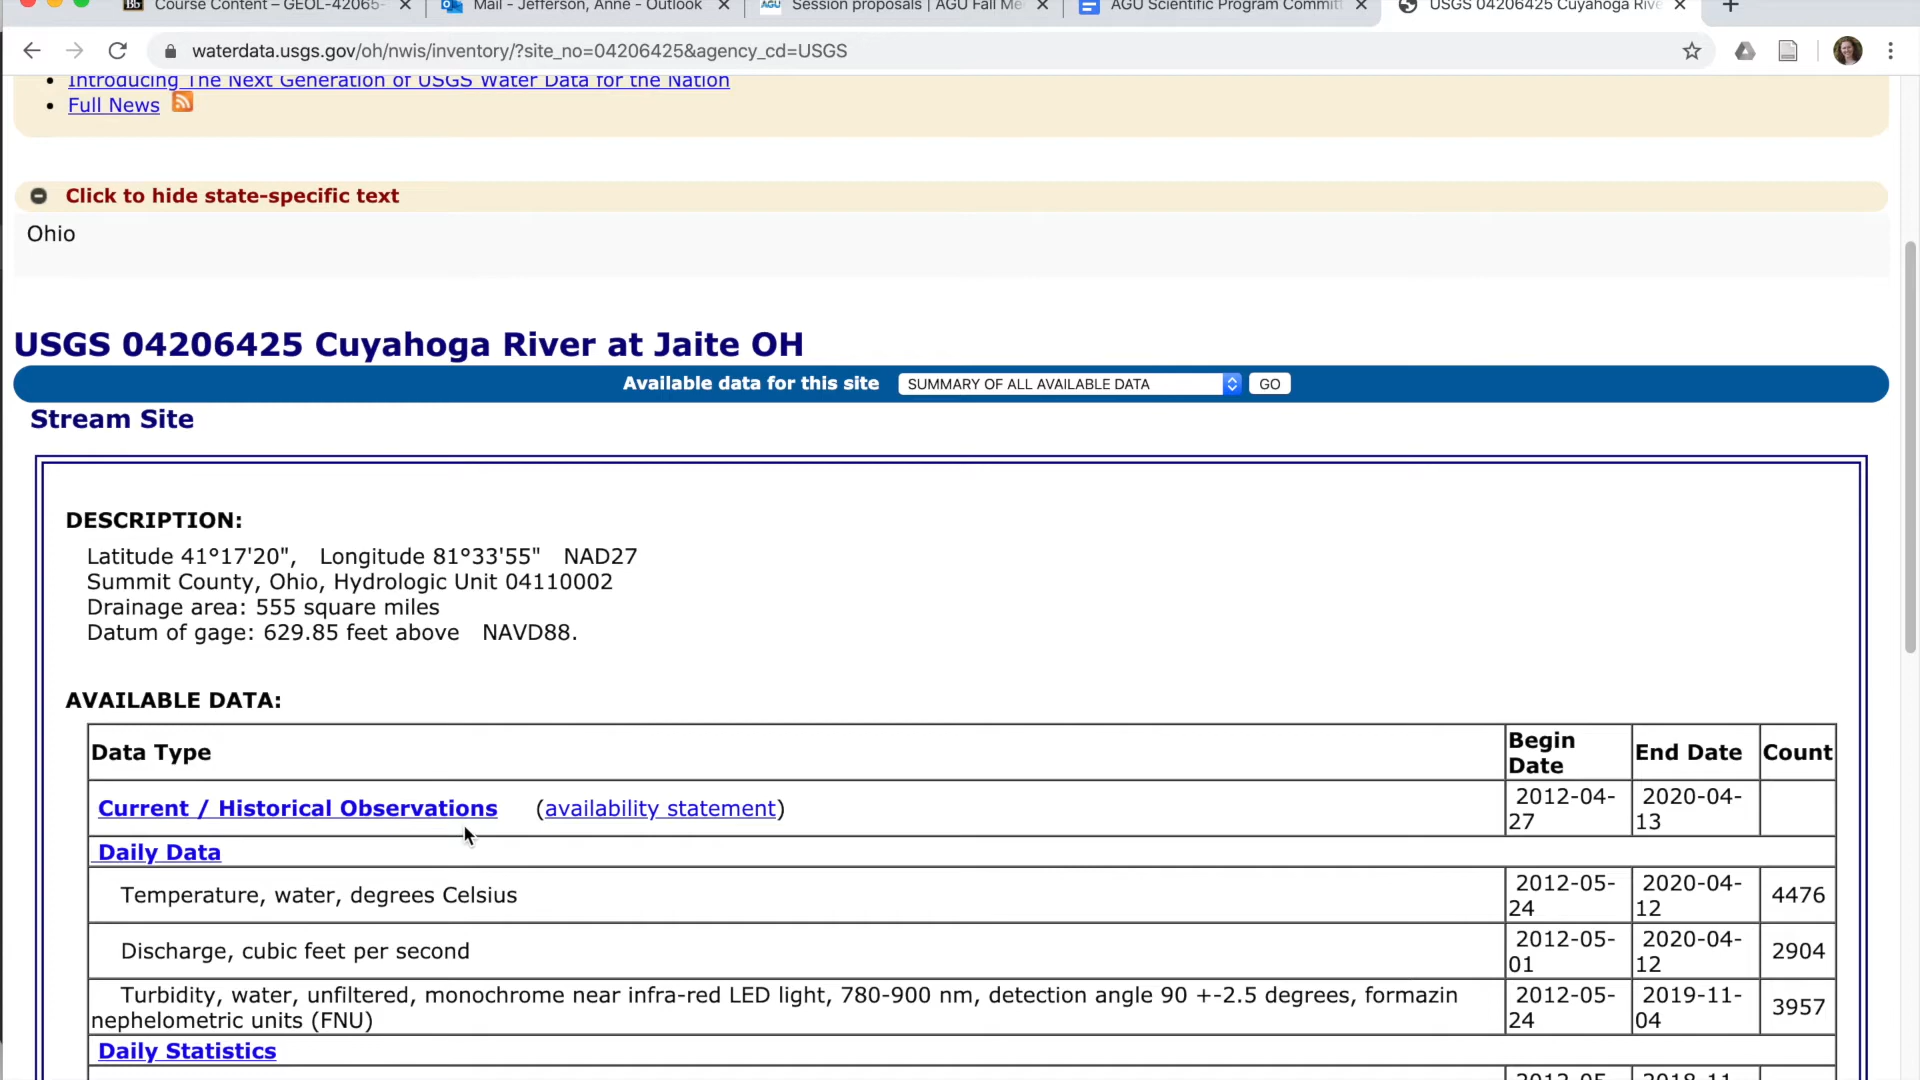 Course Content – GEOL-42065-
Mail - Jefferson, Anne - Outlook
Session proposals | AGU Fall Me
AGU Scientific Program Committ
USGS 04206425 Cuyahoga Rive
waterdata.usgs.gov/oh/nwis/inventory/?site_no=04206425&agency_cd=USGS
Introducing The Next Generation of USGS Water Data for the Nation
Full News
Click to hide state-specific text
Ohio
USGS 04206425 Cuyahoga River at Jaite OH
Available data for this site SUMMARY OF ALL AVAILABLE DATA GO
Stream Site
DESCRIPTION:
Latitude 41°17'20", Longitude 81°33'55" NAD27
Summit County, Ohio, Hydrologic Unit 04110002
Drainage area: 555 square miles
Datum of gage: 629.85 feet above NAVD88.
AVAILABLE DATA:
Data Type Begin Date End Date Count
Current / Historical Observations (availability statement) 2012-04-27 2020-04-13
Daily Data
Temperature, water, degrees Celsius 2012-05-24 2020-04-12 4476
Discharge, cubic feet per second 2012-05-01 2020-04-12 2904
Turbidity, water, unfiltered, monochrome near infra-red LED light, 780-900 nm, detection angle 90 +-2.5 degrees, formazin
nephelometric units (FNU) 2012-05-24 2019-11-04 3957
Daily Statistics